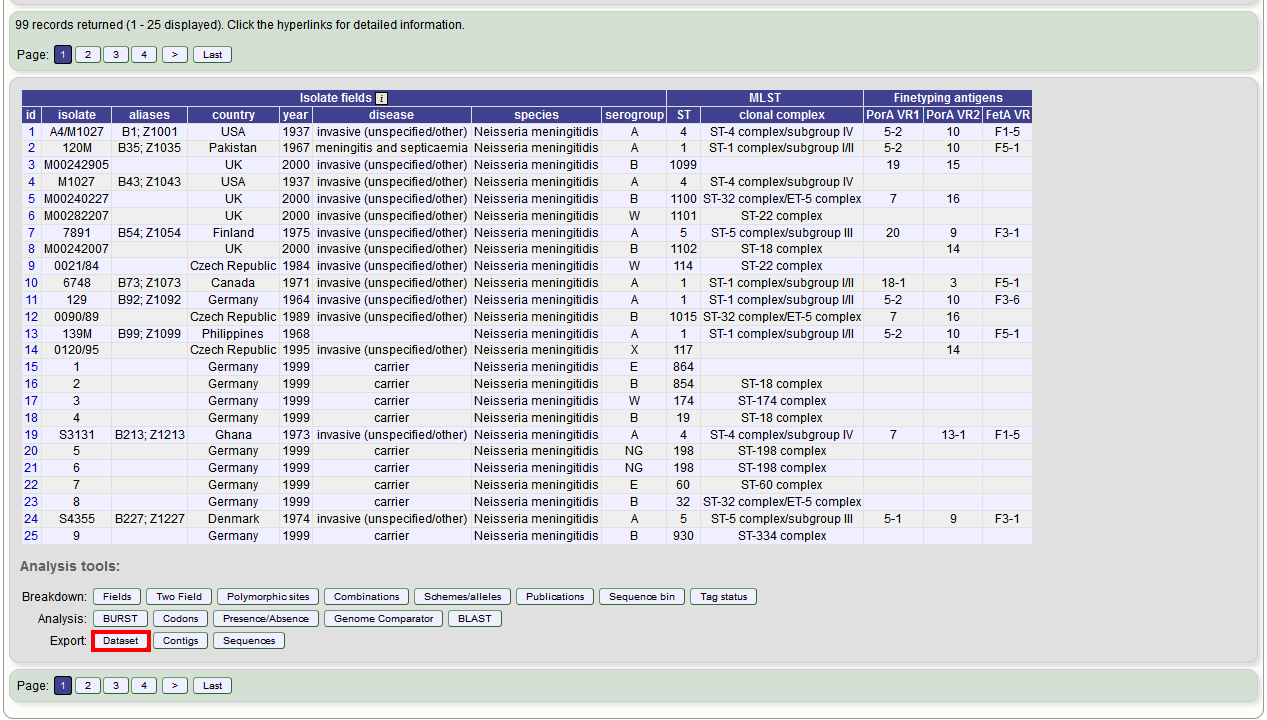 99 records returned (1 - 25 displayed). Click the hyperlinks for detailed information.
Page: 1 2 3 4 > Last
Isolate fields i MLST Finetyping antigens
id isolate aliases country year disease species serogroup ST clonal complex PorA VR1 PorA VR2 FetA VR
1 A4/M1027 B1; Z1001 USA 1937 invasive (unspecified/other) Neisseria meningitidis A 4 ST-4 complex/subgroup IV 5-2 10 F1-5
2 120M B35; Z1035 Pakistan 1967 meningitis and septicaemia Neisseria meningitidis A 1 ST-1 complex/subgroup I/II 5-2 10 F5-1
3 M00242905 UK 2000 invasive (unspecified/other) Neisseria meningitidis B 1099 19 15
4 M1027 B43; Z1043 USA 1937 invasive (unspecified/other) Neisseria meningitidis A 4 ST-4 complex/subgroup IV
5 M00240227 UK 2000 invasive (unspecified/other) Neisseria meningitidis B 1100 ST-32 complex/ET-5 complex 7 16
6 M00282207 UK 2000 invasive (unspecified/other) Neisseria meningitidis W 1101 ST-22 complex
7 7891 B54; Z1054 Finland 1975 invasive (unspecified/other) Neisseria meningitidis A 5 ST-5 complex/subgroup III 20 9 F3-1
8 M00242007 UK 2000 invasive (unspecified/other) Neisseria meningitidis B 1102 ST-18 complex 14
9 0021/84 Czech Republic 1984 invasive (unspecified/other) Neisseria meningitidis W 114 ST-22 complex
10 6748 B73; Z1073 Canada 1971 invasive (unspecified/other) Neisseria meningitidis A 1 ST-1 complex/subgroup I/II 18-1 3 F5-1
11 129 B92; Z1092 Germany 1964 invasive (unspecified/other) Neisseria meningitidis A 1 ST-1 complex/subgroup I/II 5-2 10 F3-6
12 0090/89 Czech Republic 1989 invasive (unspecified/other) Neisseria meningitidis B 1015 ST-32 complex/ET-5 complex 7 16
13 139M B99; Z1099 Philippines 1968 Neisseria meningitidis A 1 ST-1 complex/subgroup I/II 5-2 10 F5-1
14 0120/95 Czech Republic 1995 invasive (unspecified/other) Neisseria meningitidis X 117 14
15 1 Germany 1999 carrier Neisseria meningitidis E 864
16 2 Germany 1999 carrier Neisseria meningitidis B 854 ST-18 complex
17 3 Germany 1999 carrier Neisseria meningitidis W 174 ST-174 complex
18 4 Germany 1999 carrier Neisseria meningitidis B 19 ST-18 complex
19 S3131 B213; Z1213 Ghana 1973 invasive (unspecified/other) Neisseria meningitidis A 4 ST-4 complex/subgroup IV 7 13-1 F1-5
20 5 Germany 1999 carrier Neisseria meningitidis NG 198 ST-198 complex
21 6 Germany 1999 carrier Neisseria meningitidis NG 198 ST-198 complex
22 7 Germany 1999 carrier Neisseria meningitidis E 60 ST-60 complex
23 8 Germany 1999 carrier Neisseria meningitidis B 32 ST-32 complex/ET-5 complex
24 S4355 B227; Z1227 Denmark 1974 invasive (unspecified/other) Neisseria meningitidis A 5 ST-5 complex/subgroup III 5-1 9 F3-1
25 9 Germany 1999 carrier Neisseria meningitidis B 930 ST-334 complex
Analysis tools:
Breakdown: Fields Two Field Polymorphic sites Combinations Schemes/alleles Publications Sequence bin Tag status
Analysis: BURST Codons Presence/Absence Genome Comparator BLAST
Export: Dataset Contigs Sequences
Page: 1 2 3 4 > Last